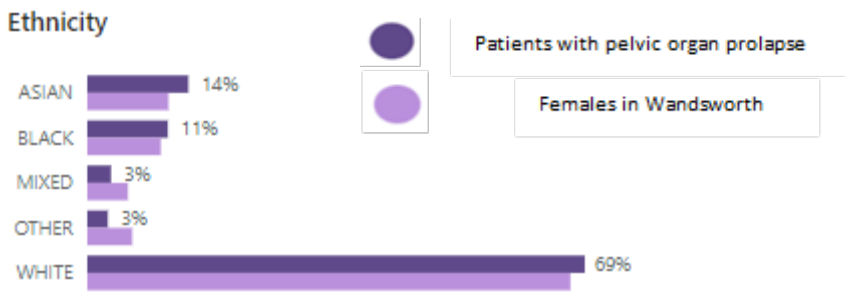 Ethnicity
Patients with pelvic organ prolapse
Females in Wandsworth
ASIAN 14%
BLACK 11%
MIXED 3%
OTHER 3%
WHITE 69%